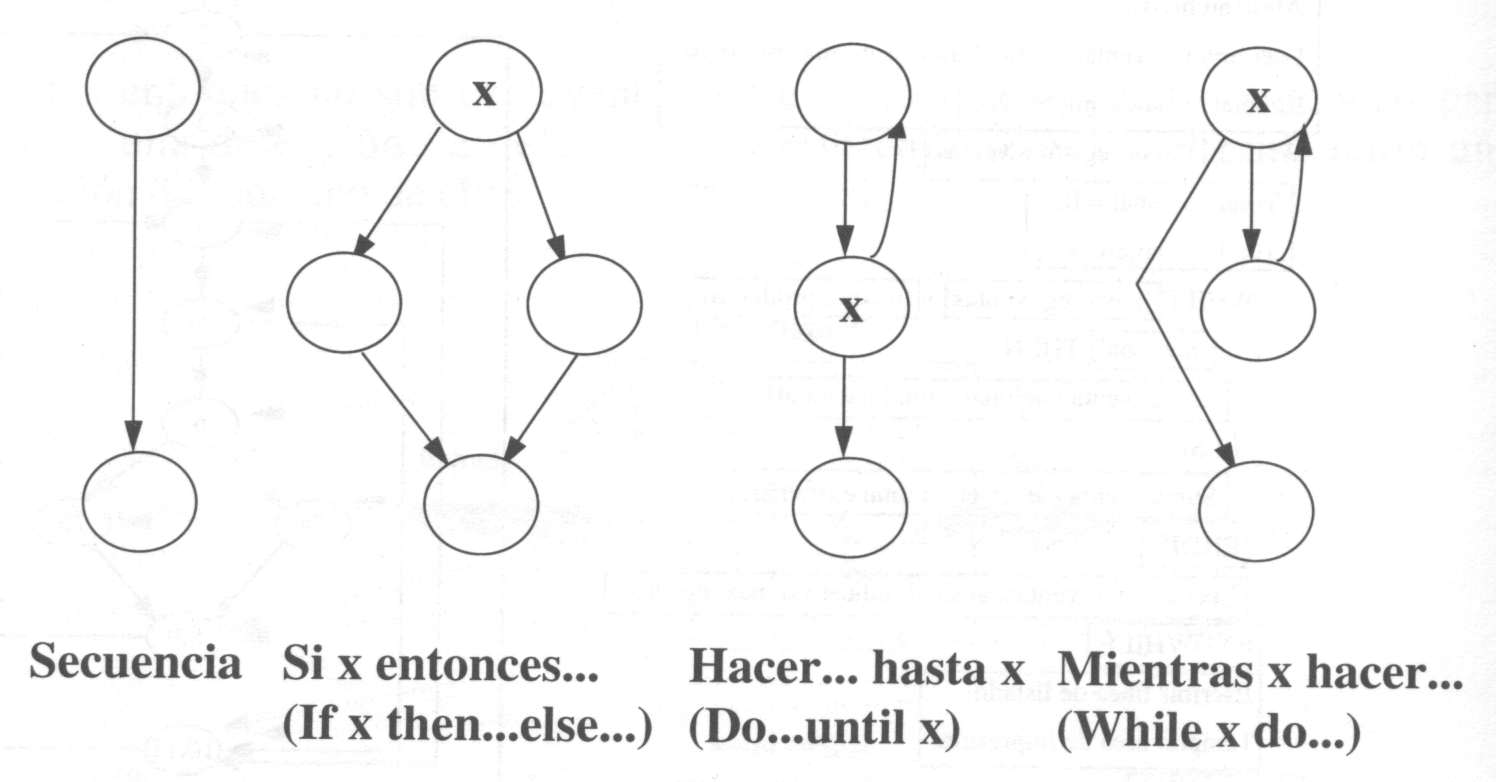 x
x
x
Secuencia
Si x entonces...
(If x then...else...)
Hacer... hasta x
(Do...until x)
Mientras x hacer...
(While x do...)